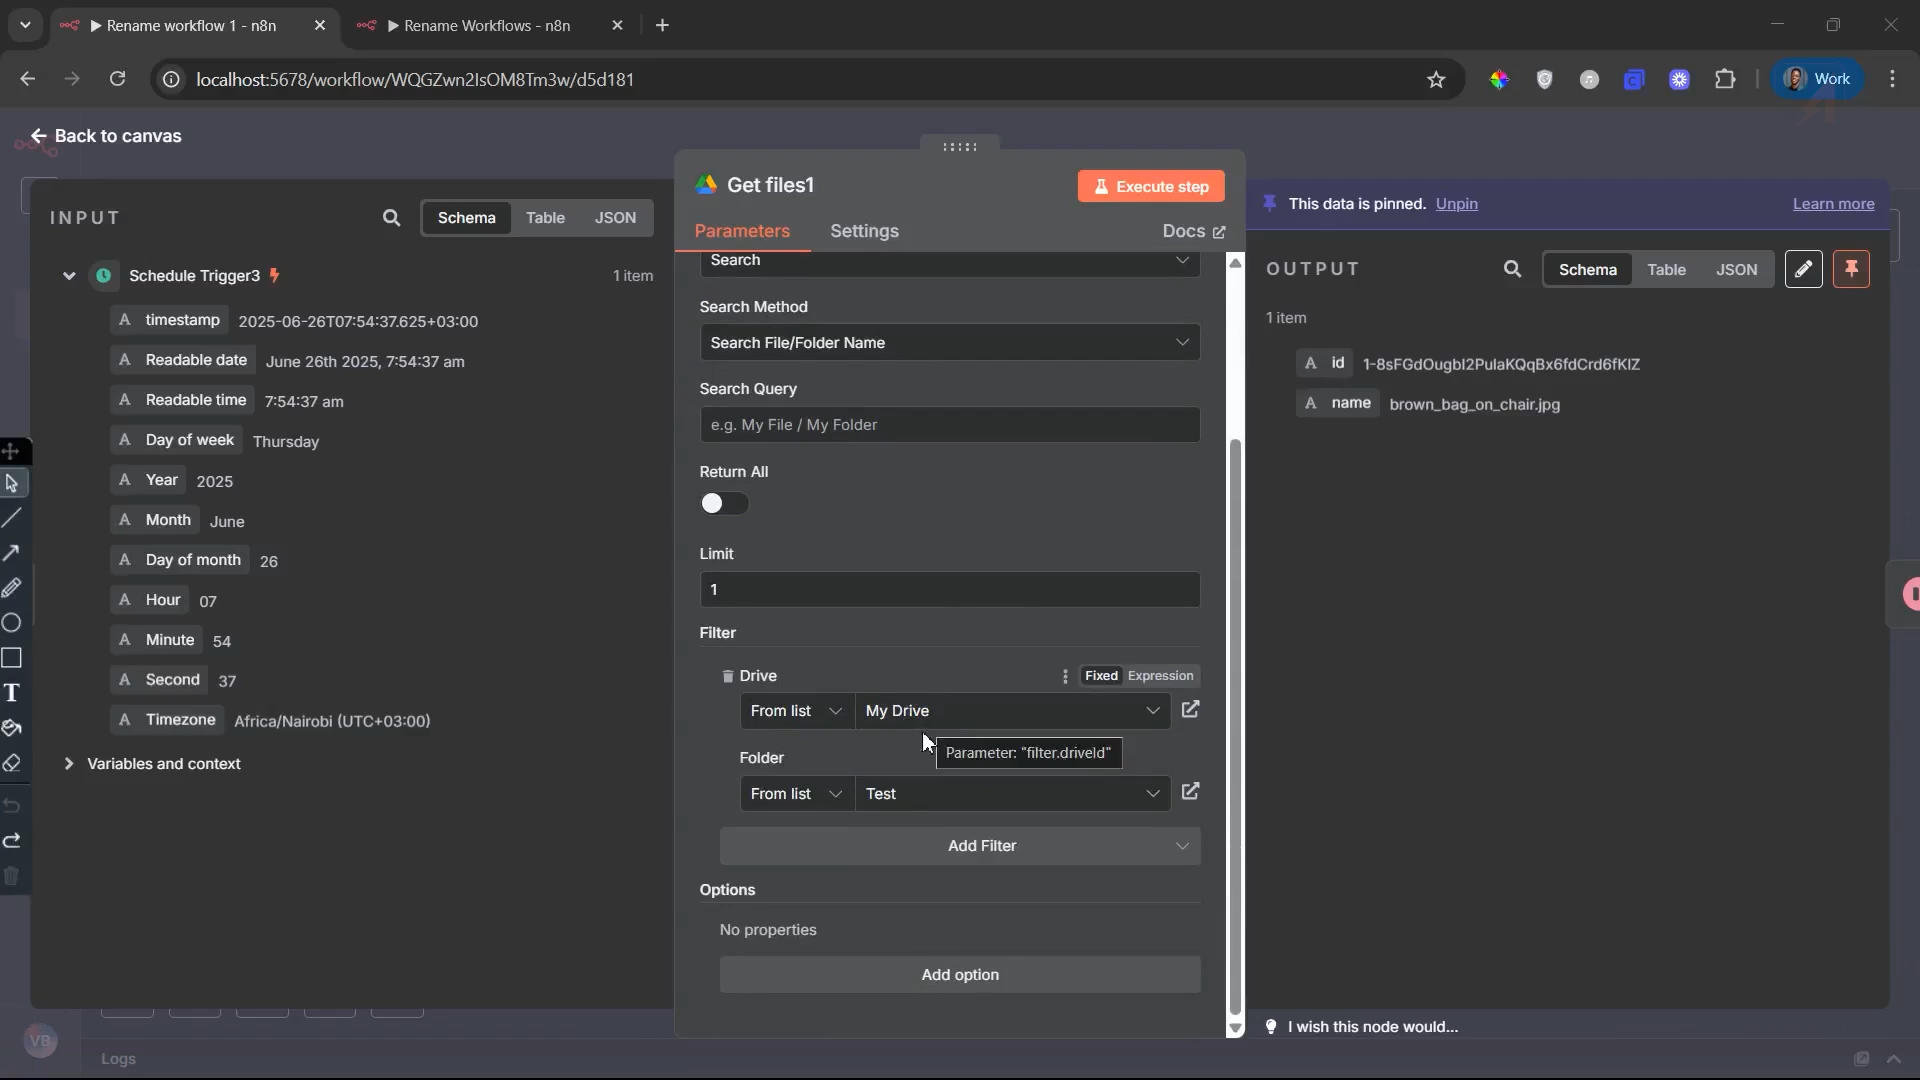 Rename workflow 1 - n8n
Rename Workflows - n8n
localhost:5678/workflow/WQGZwn2IsOM8Tm3w/d5d181
Work
Back to canvas
INPUT
Schema
Table
JSON
Schedule Trigger3
1 item
A timestamp 2025-06-26T07:54:37.625+03:00
A Readable date June 26th 2025, 7:54:37 am
A Readable time 7:54:37 am
A Day of week Thursday
A Year 2025
A Month June
A Day of month 26
A Hour 07
A Minute 54
A Second 37
A Timezone Africa/Nairobi (UTC+03:00)
Variables and context
T
VB
Logs
Get files1
Execute step
Parameters
Settings
Docs
Search
Search Method
Search File/Folder Name
Search Query
e.g. My File / My Folder
Return All
Limit
1
Filter
Drive
Fixed
Expression
From list
My Drive
Parameter: "filter.driveId"
Folder
From list
Test
Add Filter
Options
No properties
Add option
This data is pinned. Unpin
Learn more
OUTPUT
Schema
Table
JSON
1 item
A id 1-8sFGdOugbI2PulaKQqBx6fdCrd6fKIZ
A name brown_bag_on_chair.jpg
I wish this node would...